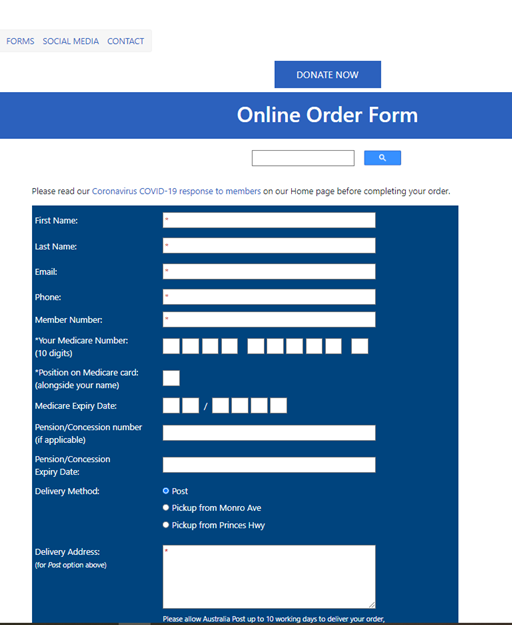 FORMS SOCIAL MEDIA CONTACT
DONATE NOW
Online Order Form
Please read our Coronavirus COVID-19 response to members on our Home page before completing your order.
First Name: *
Last Name: *
Email: *
Phone: *
Member Number: *
*Your Medicare Number:
(10 digits)
*Position on Medicare card:
(alongside your name)
Medicare Expiry Date: /
Pension/Concession number
(if applicable)
Pension/Concession
Expiry Date:
Delivery Method: Post
Pickup from Monro Ave
Pickup from Princes Hwy
Delivery Address: *
(for Post option above)
Please allow Australia Post up to 10 working days to deliver your order,